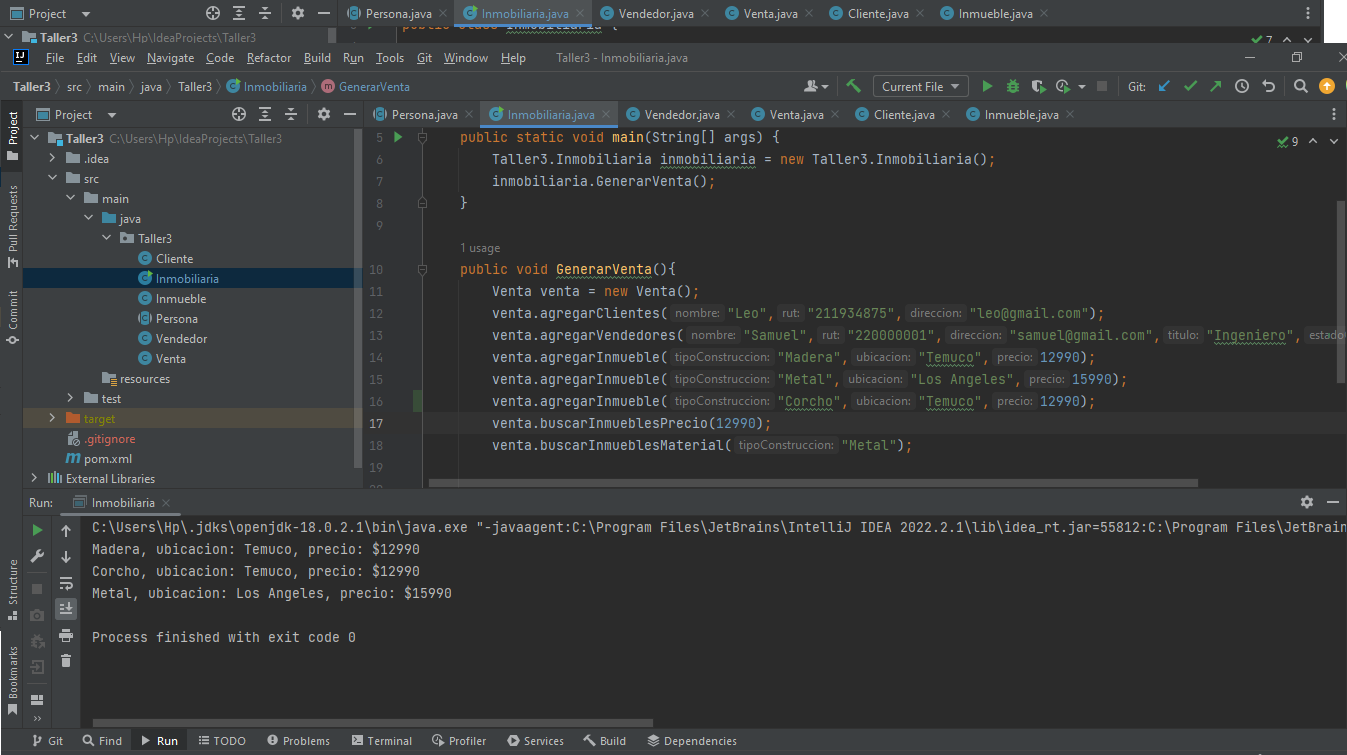 Project
Persona.java Inmobiliaria.java Vendedor.java Venta.java Cliente.java Inmueble.java
Taller3 C:\Users\Hp\IdeaProjects\Taller3
7
File Edit View Navigate Code Refactor Build Run Tools Git Window Help Taller3 - Inmobiliaria.java
Taller3 src main java Taller3 Inmobiliaria GenerarVenta
Current File Git:
Project
Persona.java Inmobiliaria.java Vendedor.java Venta.java Cliente.java Inmueble.java
Project
Pull Requests
Commit
Structure
Bookmarks
Taller3 C:\Users\Hp\IdeaProjects\Taller3
.idea
src
main
java
Taller3
Cliente
Inmobiliaria
Inmueble
Persona
Vendedor
Venta
resources
test
target
.gitignore
pom.xml
External Libraries
9
5 public static void main(String[] args) {
6 Taller3.Inmobiliaria inmobiliaria = new Taller3.Inmobiliaria();
7 inmobiliaria.GenerarVenta();
8 }
9
1 usage
10 public void GenerarVenta(){
11 Venta venta = new Venta();
12 venta.agregarClientes( nombre: "Leo", rut: "211934875", direccion: "leo@gmail.com");
13 venta.agregarVendedores( nombre: "Samuel", rut: "220000001", direccion: "samuel@gmail.com", titulo: "Ingeniero", estado
14 venta.agregarInmueble( tipoConstruccion: "Madera", ubicacion: "Temuco", precio: 12990);
15 venta.agregarInmueble( tipoConstruccion: "Metal", ubicacion: "Los Angeles", precio: 15990);
16 venta.agregarInmueble( tipoConstruccion: "Corcho", ubicacion: "Temuco", precio: 12990);
17 venta.buscarInmueblesPrecio(12990);
18 venta.buscarInmueblesMaterial( tipoConstruccion: "Metal");
19
Run: Inmobiliaria
C:\Users\Hp\.jdks\openjdk-18.0.2.1\bin\java.exe "-javaagent:C:\Program Files\JetBrains\IntelliJ IDEA 2022.2.1\lib\idea_rt.jar=55812:C:\Program Files\JetBrain
Madera, ubicacion: Temuco, precio: $12990
Corcho, ubicacion: Temuco, precio: $12990
Metal, ubicacion: Los Angeles, precio: $15990
Process finished with exit code 0
Git Find Run TODO Problems Terminal Profiler Services Build Dependencies